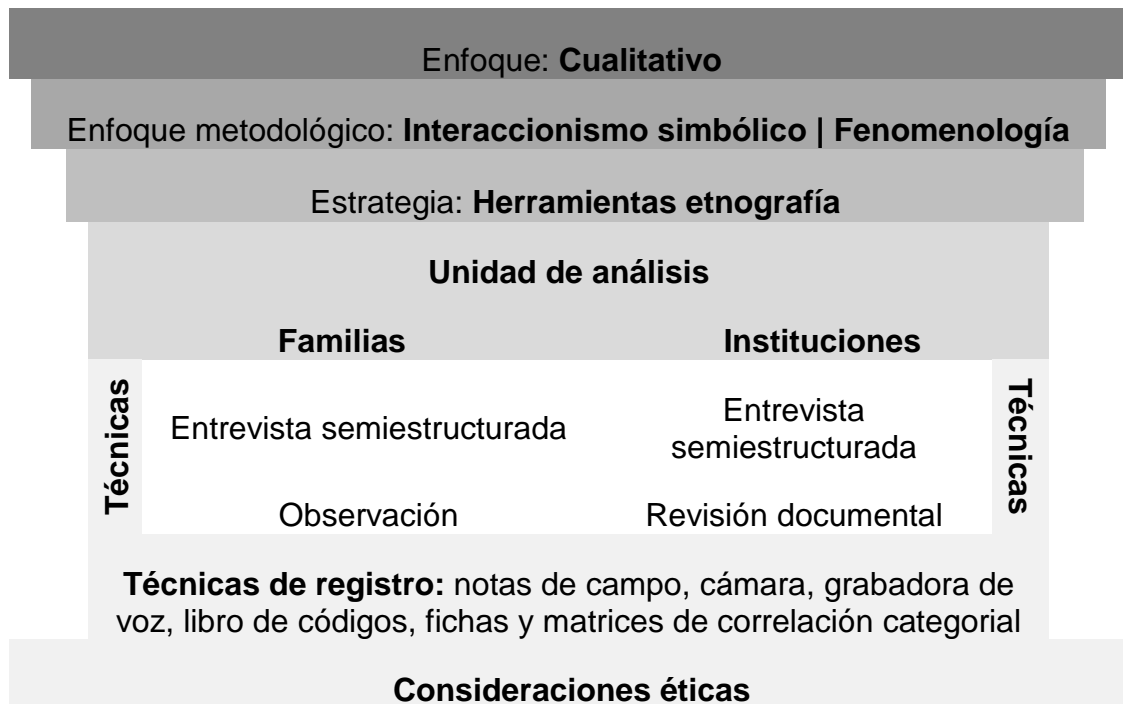 Enfoque: Cualitativo
Enfoque metodológico: Interaccionismo simbólico | Fenomenología
Estrategia: Herramientas etnografía
Unidad de análisis
Familias
Instituciones
Técnicas
Entrevista semiestructurada
Entrevista
semiestructurada
Técnicas
Observación
Revisión documental
Técnicas de registro: notas de campo, cámara, grabadora de
voz, libro de códigos, fichas y matrices de correlación categorial
Consideraciones éticas